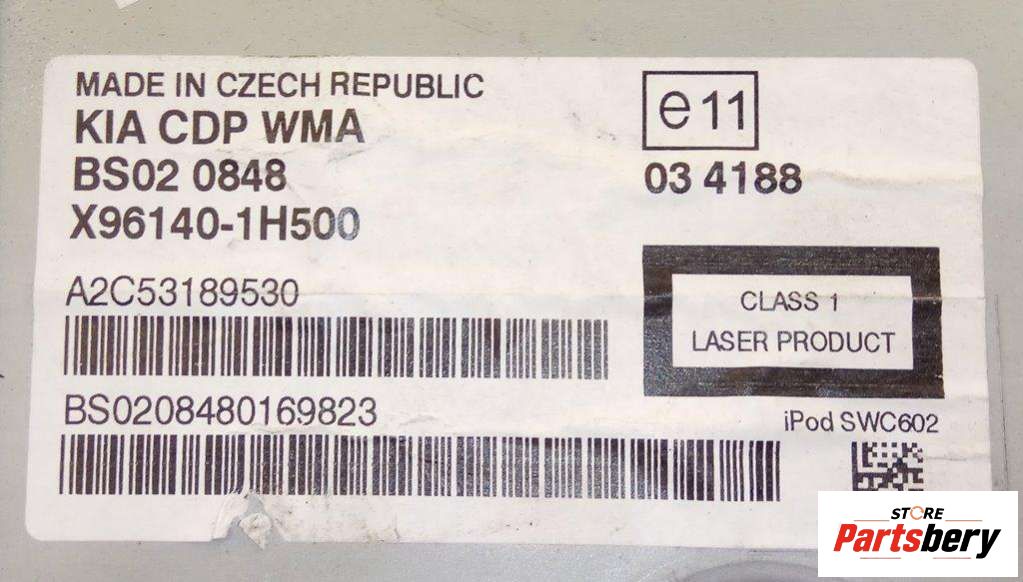 MADE IN CZECH REPUBLIC
KIA CDP WMA
BS02 0848
X96140-1H500
A2C53189530
BS0208480169823
e11
03 4188
CLASS 1
LASER PRODUCT
iPod SWC602
STORE
Partsbery